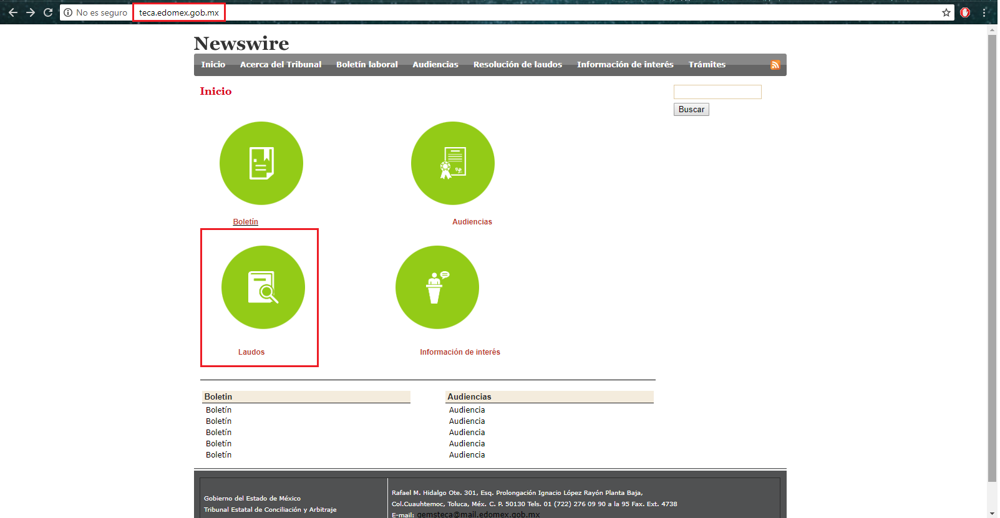 No es seguro
teca.edomex.gob.mx
Newswire
Inicio Acerca del Tribunal Boletín laboral Audiencias Resolución de laudos Información de interés Trámites
Inicio
Buscar
Boletín
Audiencias
Laudos
Información de interés
Boletin
Boletín
Boletín
Boletín
Boletín
Boletín
Audiencias
Audiencia
Audiencia
Audiencia
Audiencia
Audiencia
Gobierno del Estado de México
Tribunal Estatal de Conciliación y Arbitraje
Rafael M. Hidalgo Ote. 301, Esq. Prolongación Ignacio López Rayón Planta Baja,
Col.Cuauhtemoc, Toluca, Méx. C. P. 50130 Tels. 01 (722) 276 09 90 a la 95 Fax. Ext. 4738
E-mail: gemsteca@mail.edomex.gob.mx